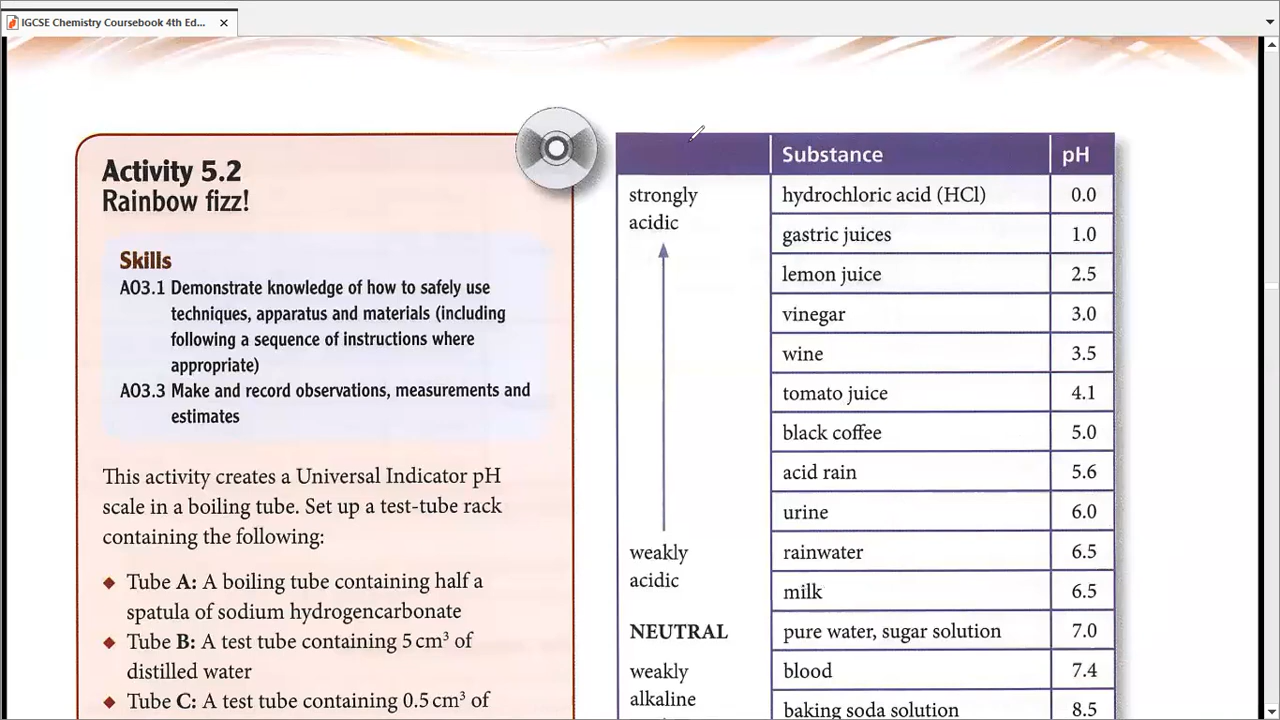 IGCSE Chemistry Coursebook 4th Ed...
Activity 5.2
Rainbow fizz!
Skills
AO3.1 Demonstrate knowledge of how to safely use
techniques, apparatus and materials (including
following a sequence of instructions where
appropriate)
AO3.3 Make and record observations, measurements and
estimates
This activity creates a Universal Indicator pH
scale in a boiling tube. Set up a test-tube rack
containing the following:
◆ Tube A: A boiling tube containing half a
spatula of sodium hydrogencarbonate
◆ Tube B: A test tube containing 5 cm³ of
distilled water
◆ Tube C: A test tube containing 0.5 cm³ of
Substance pH
strongly
acidic
hydrochloric acid (HCl) 0.0
gastric juices 1.0
lemon juice 2.5
vinegar 3.0
wine 3.5
tomato juice 4.1
black coffee 5.0
acid rain 5.6
urine 6.0
weakly
acidic
rainwater 6.5
milk 6.5
NEUTRAL pure water, sugar solution 7.0
weakly
alkaline
blood 7.4
baking soda solution 8.5